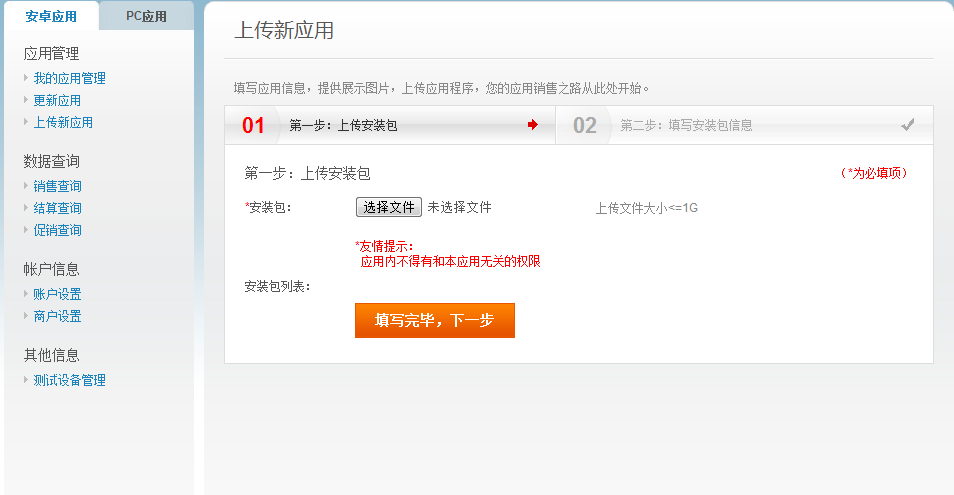 安卓应用
PC应用
应用管理
我的应用管理
更新应用
上传新应用
数据查询
销售查询
结算查询
促销查询
帐户信息
账户设置
商户设置
其他信息
测试设备管理
上传新应用
填写应用信息，提供展示图片，上传应用程序，您的应用销售之路从此处开始。
01 第一步：上传安装包
02 第二步：填写安装包信息
第一步：上传安装包
（*为必填项）
*安装包： 选择文件 未选择文件 上传文件大小<=1G
*友情提示：
应用内不得有和本应用无关的权限
安装包列表：
填写完毕，下一步